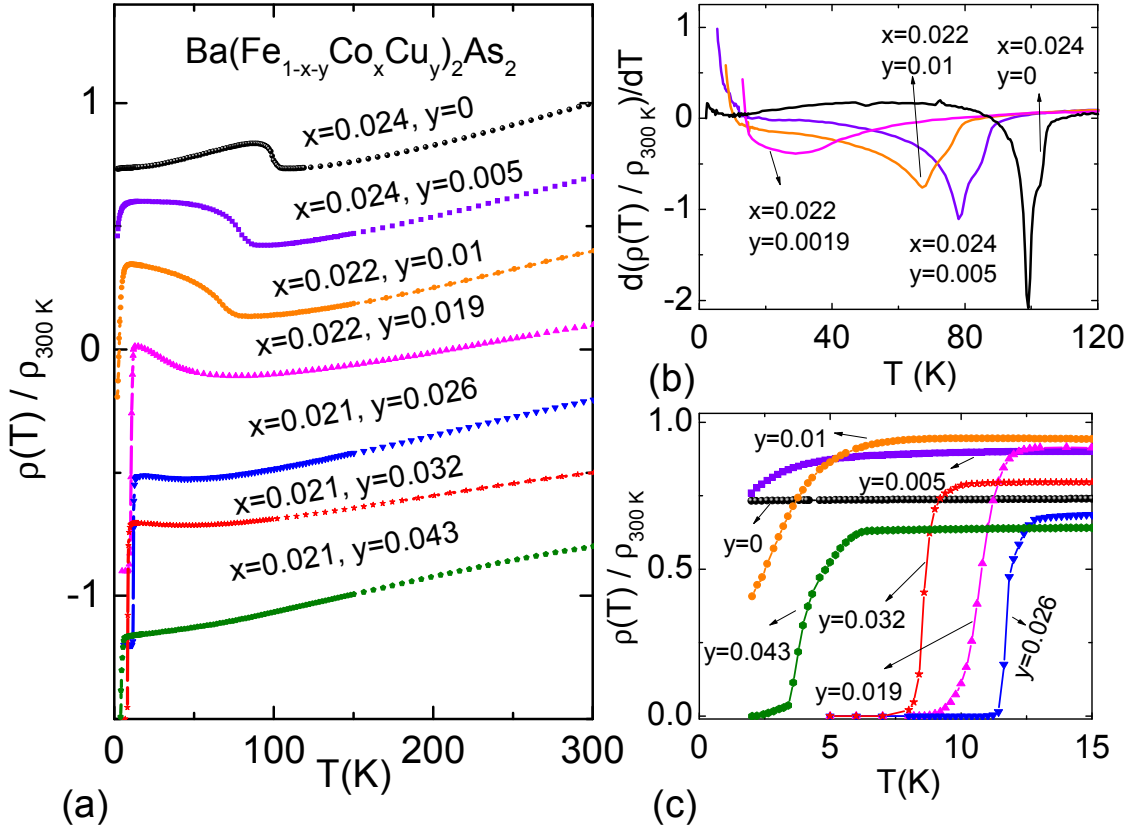 Ba(Fe1-x-yCoxCuy)2As2
x=0.024, y=0
x=0.024, y=0.005
x=0.022, y=0.01
x=0.022, y=0.019
x=0.021, y=0.026
x=0.021, y=0.032
x=0.021, y=0.043
1
0
-1
ρ(T) / ρ300 K
0
100
200
300
T(K)
(a)
x=0.022
y=0.01
x=0.024
y=0
x=0.022
y=0.0019
x=0.024
y=0.005
1
0
-1
-2
d(ρ(T) / ρ300 K)/dT
0
40
80
120
T (K)
(b)
y=0.01
y=0.005
y=0
y=0.032
y=0.043
y=0.019
y=0.026
1.0
0.5
0.0
ρ(T) / ρ300 K
0
5
10
15
T(K)
(c)